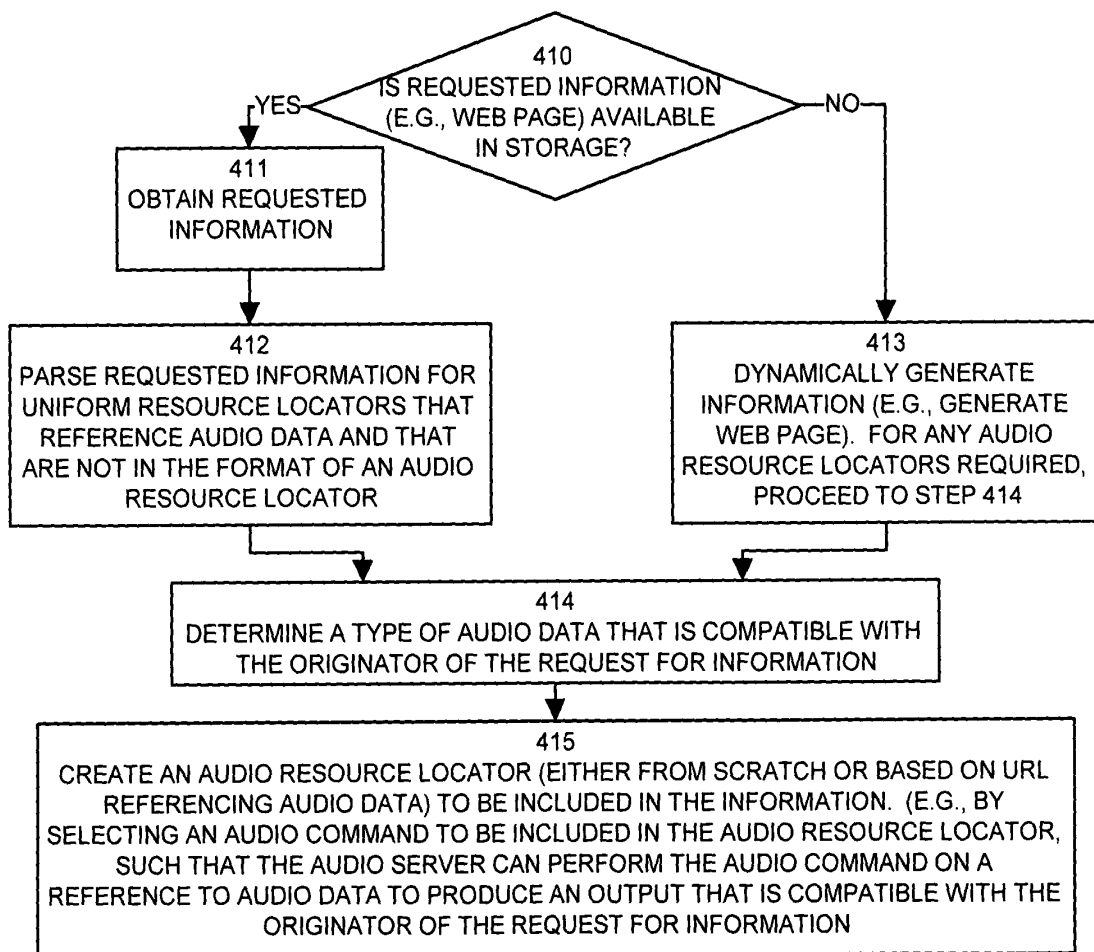 410
IS REQUESTED INFORMATION
(E.G., WEB PAGE) AVAILABLE
IN STORAGE?
YES
NO
411
OBTAIN REQUESTED
INFORMATION
412
PARSE REQUESTED INFORMATION FOR
UNIFORM RESOURCE LOCATORS THAT
REFERENCE AUDIO DATA AND THAT
ARE NOT IN THE FORMAT OF AN AUDIO
RESOURCE LOCATOR
413
DYNAMICALLY GENERATE
INFORMATION (E.G., GENERATE
WEB PAGE). FOR ANY AUDIO
RESOURCE LOCATORS REQUIRED,
PROCEED TO STEP 414
414
DETERMINE A TYPE OF AUDIO DATA THAT IS COMPATIBLE WITH
THE ORIGINATOR OF THE REQUEST FOR INFORMATION
415
CREATE AN AUDIO RESOURCE LOCATOR (EITHER FROM SCRATCH OR BASED ON URL
REFERENCING AUDIO DATA) TO BE INCLUDED IN THE INFORMATION. (E.G., BY
SELECTING AN AUDIO COMMAND TO BE INCLUDED IN THE AUDIO RESOURCE LOCATOR,
SUCH THAT THE AUDIO SERVER CAN PERFORM THE AUDIO COMMAND ON A
REFERENCE TO AUDIO DATA TO PRODUCE AN OUTPUT THAT IS COMPATIBLE WITH THE
ORIGINATOR OF THE REQUEST FOR INFORMATION